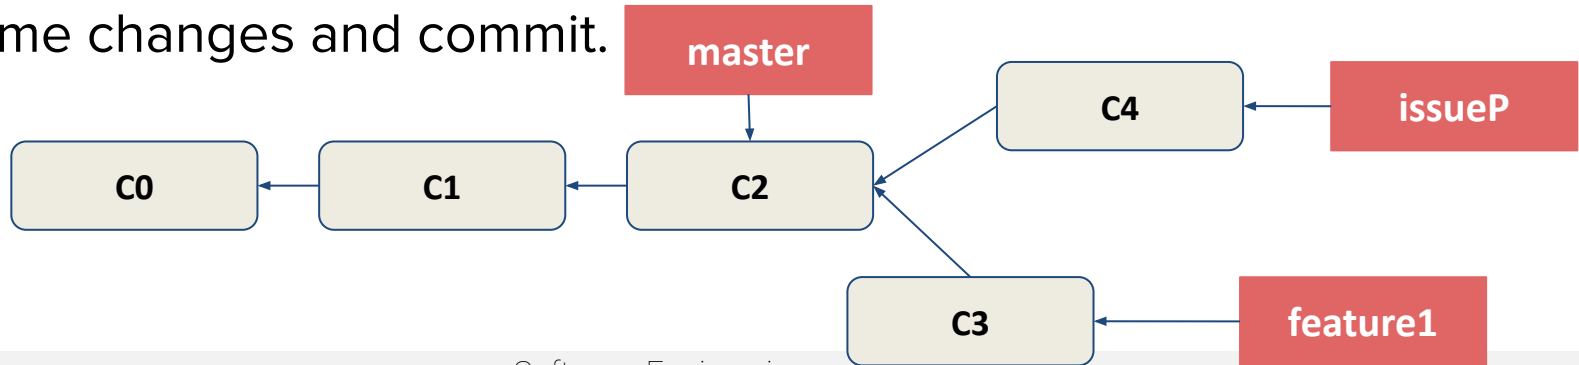 me changes and commit.
master
C4
issueP
C0
C1
C2
C3
feature1